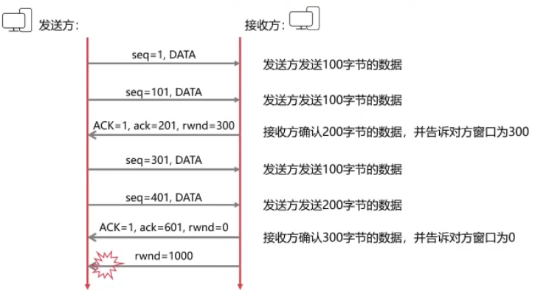 发送方:
接收方:
seq=1, DATA
发送方发送100字节的数据
seq=101, DATA
发送方发送100字节的数据
ACK=1, ack=201, rwnd=300
接收方确认200字节的数据，并告诉对方窗口为300
seq=301, DATA
发送方发送100字节的数据
seq=401, DATA
发送方发送200字节的数据
ACK=1, ack=601, rwnd=0
接收方确认300字节的数据，并告诉对方窗口为0
rwnd=1000